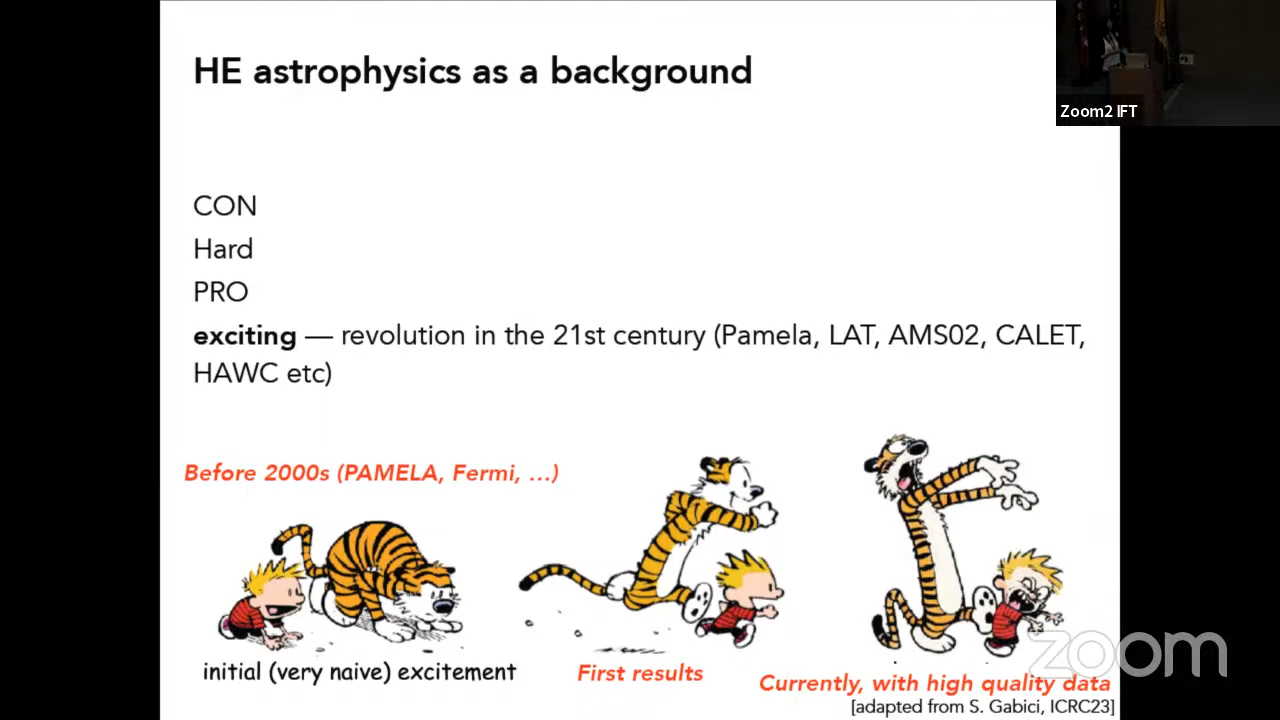 HE astrophysics as a background
Zoom2 IFT
CON
Hard
PRO
exciting — revolution in the 21st century (Pamela, LAT, AMS02, CALET,
HAWC etc)
Before 2000s (PAMELA, Fermi, ...)
initial (very naive) excitement
First results
Currently, with high quality data
[adapted from S. Gabici, ICRC23]
zoom